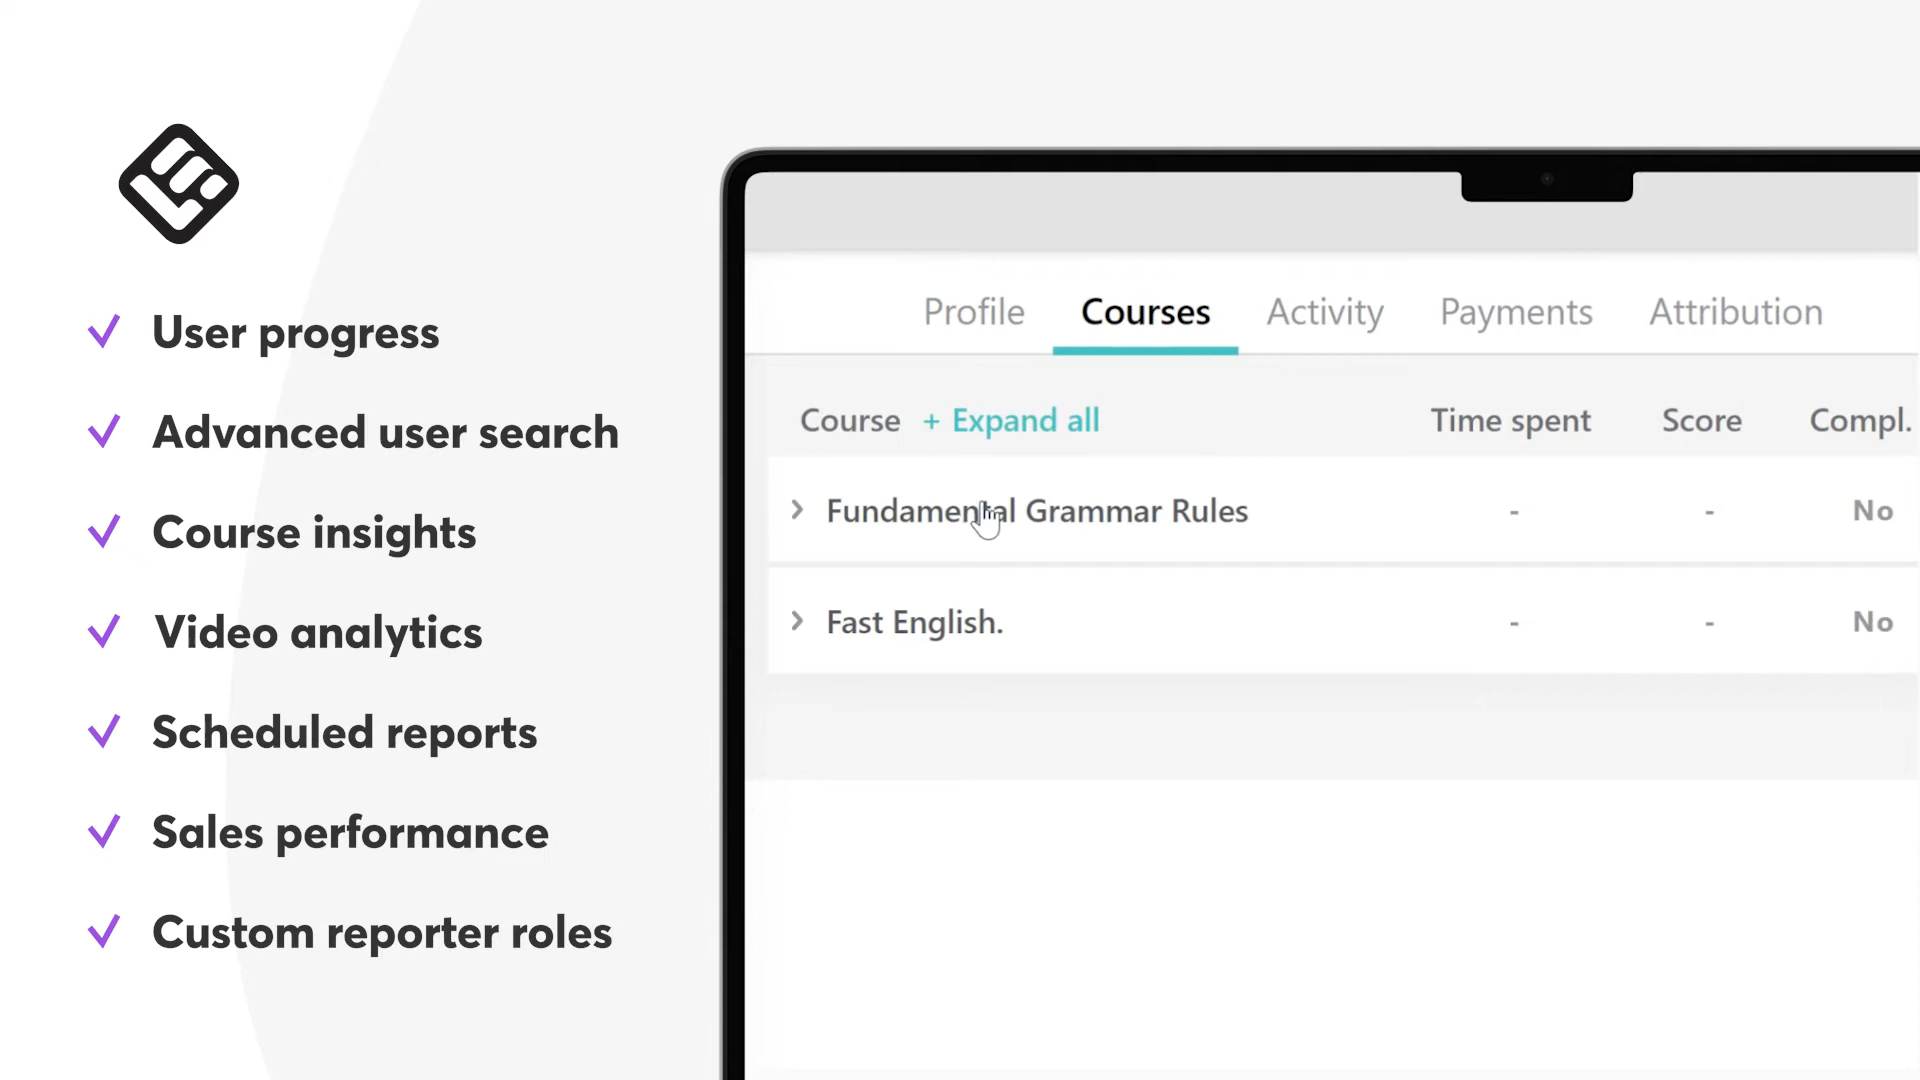 User progress
Advanced user search
Course insights
Video analytics
Scheduled reports
Sales performance
Custom reporter roles
Profile Courses Activity Payments Attribution
Course + Expand all Time spent Score Compl.
Fundamental Grammar Rules - - No
Fast English. - - No